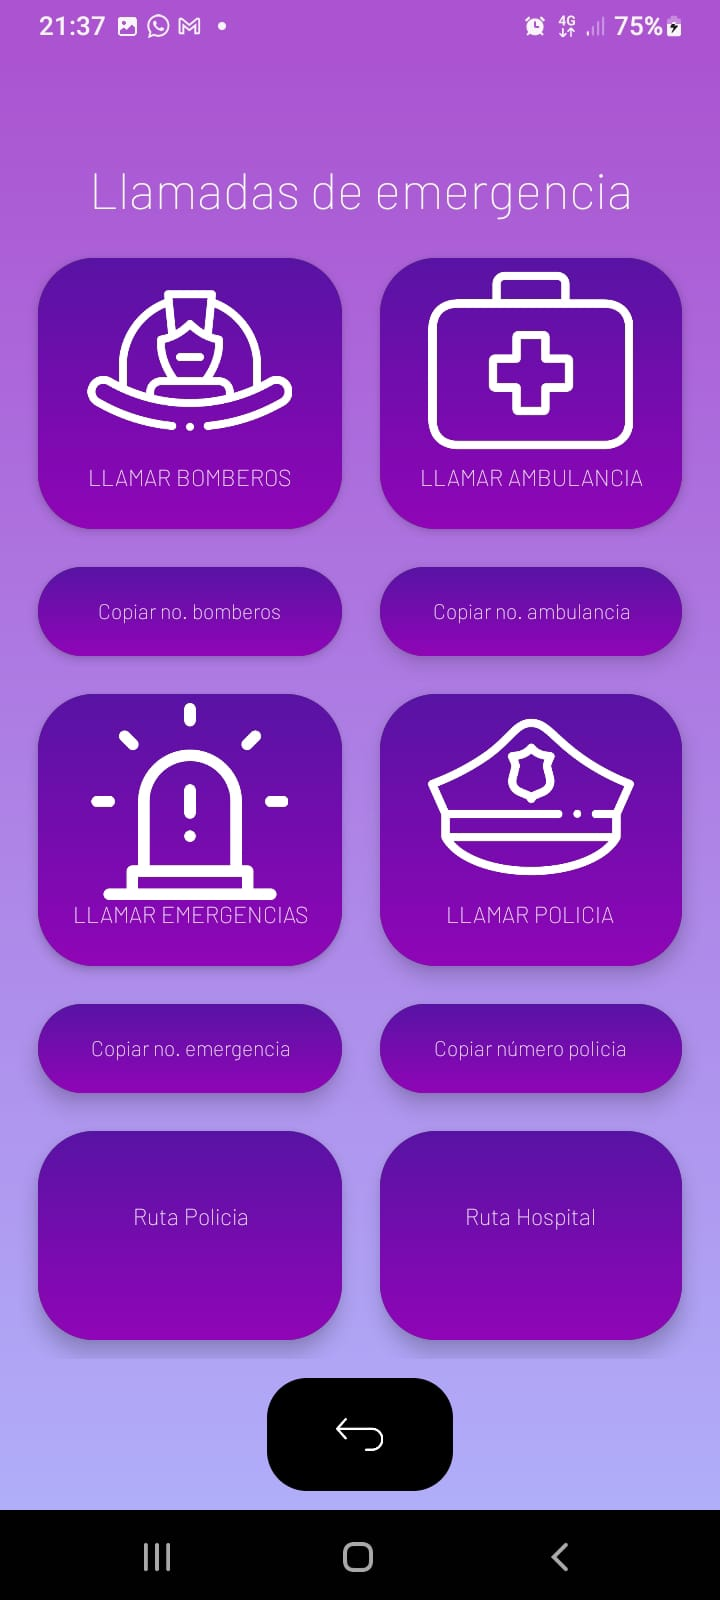 21:37
4G
75%
Llamadas de emergencia
LLAMAR BOMBEROS
LLAMAR AMBULANCIA
Copiar no. bomberos
Copiar no. ambulancia
LLAMAR EMERGENCIAS
LLAMAR POLICIA
Copiar no. emergencia
Copiar número policia
Ruta Policia
Ruta Hospital